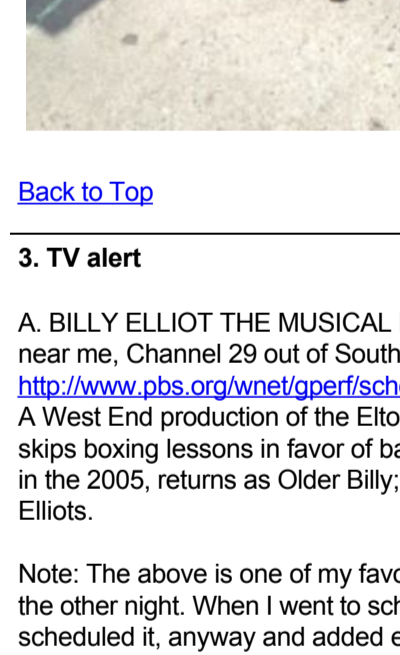 Back to Top
3. TV alert
A. BILLY ELLIOT THE MUSICAL
near me, Channel 29 out of South
http://www.pbs.org/wnet/gperf/sch
A West End production of the Elto
skips boxing lessons in favor of ba
in the 2005, returns as Older Billy;
Elliots.
Note: The above is one of my favo
the other night. When I went to sch
scheduled it, anyway and added e